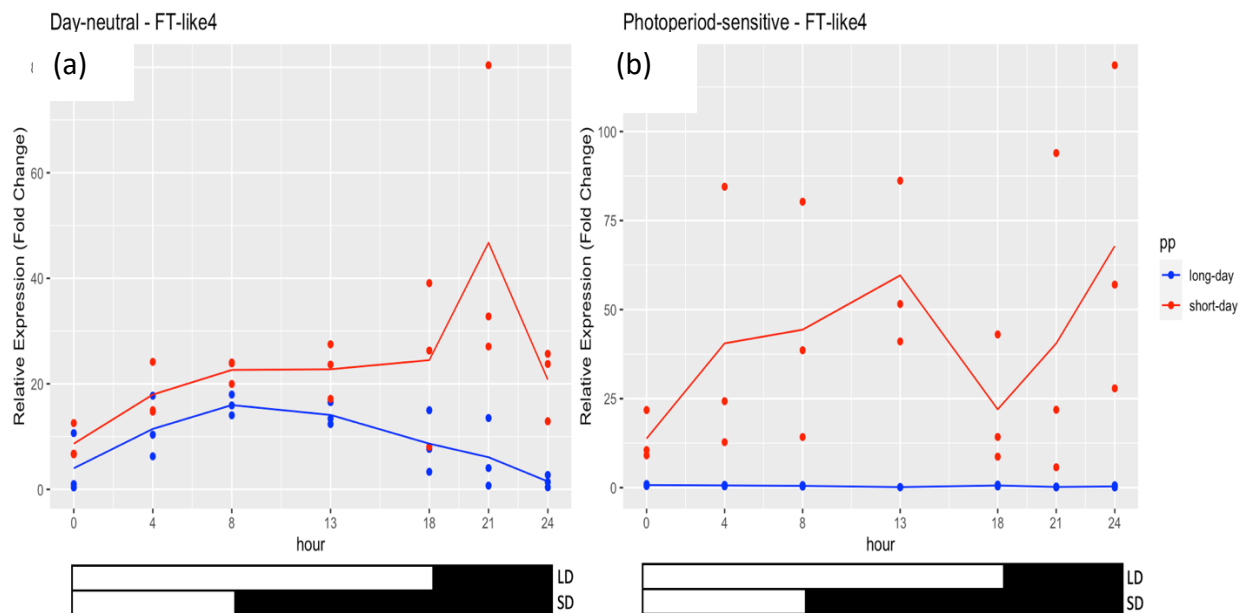 Day-neutral - FT-like4
(a)
Relative Expression (Fold Change)
60
40
20
0
0 4 8 13 18 21 24
hour
LD
SD
Photoperiod-sensitive - FT-like4
(b)
Relative Expression (Fold Change)
100
75
50
25
0
0 4 8 13 18 21 24
hour
LD
SD
pp
long-day
short-day